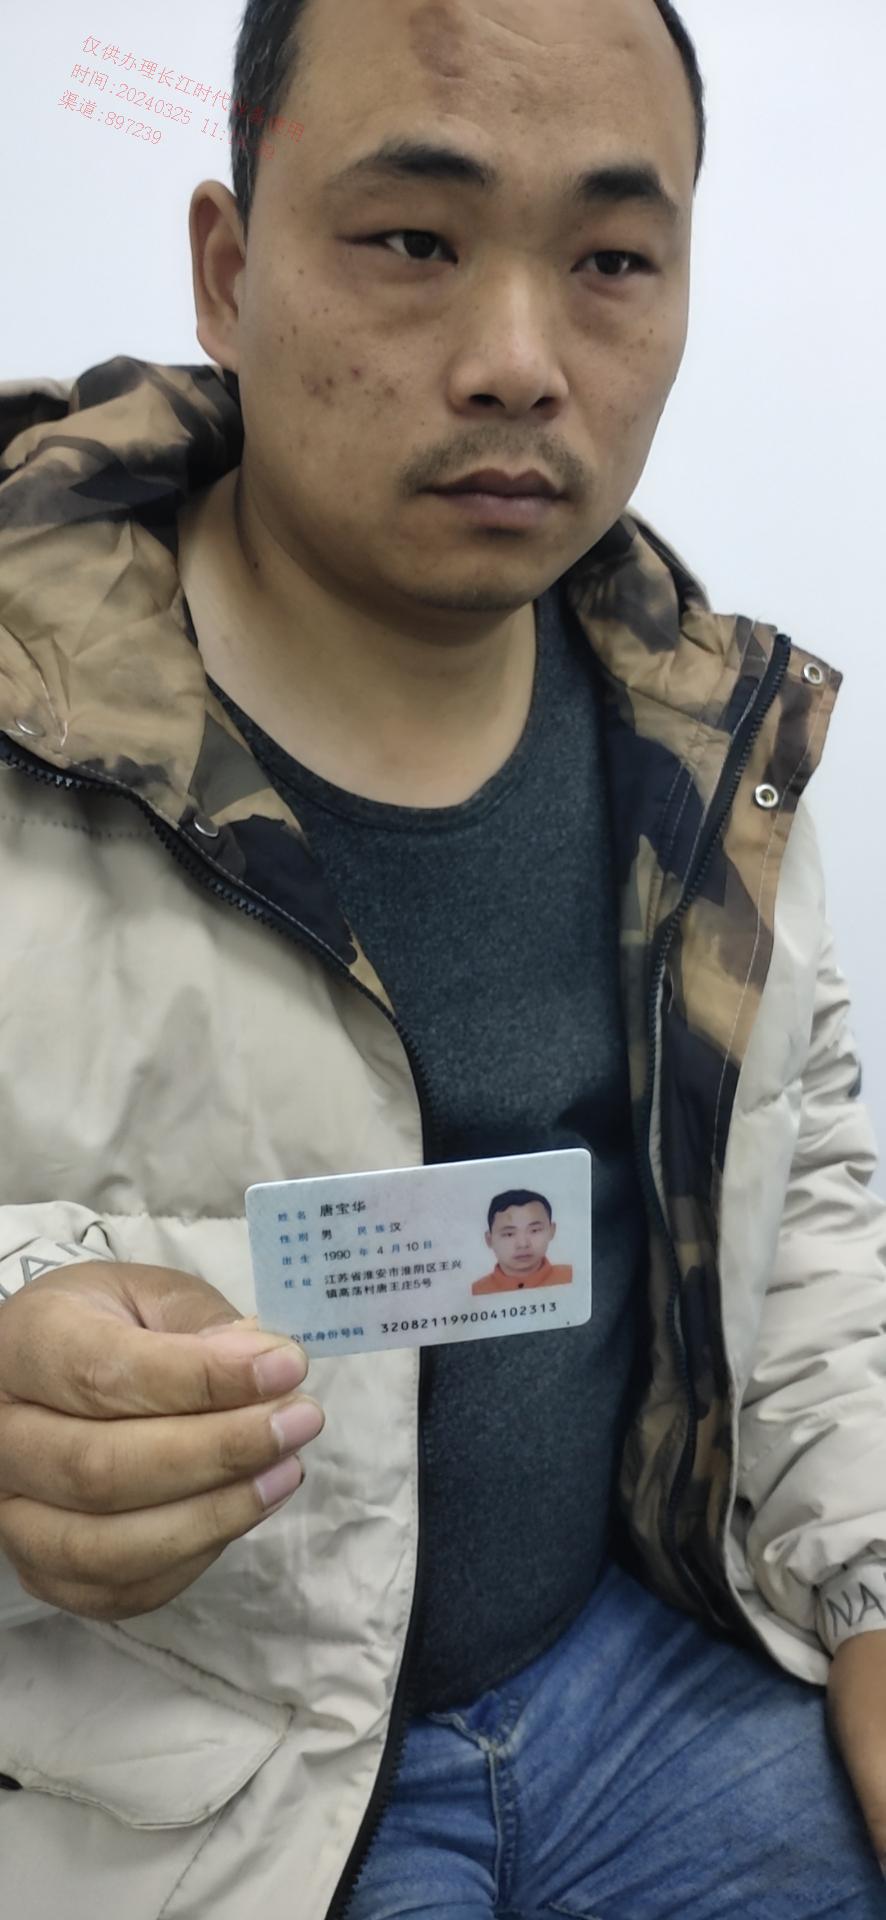 仅供办理长江时代业务使用
时间:20240325
渠道:897239
姓名 唐宝华
性别 男 民族 汉
出生 1990 年 4 月 10 日
住址 江苏省淮安市淮阴区王兴
镇高荡村唐王庄5号
公民身份号码 320821199004102313
NA